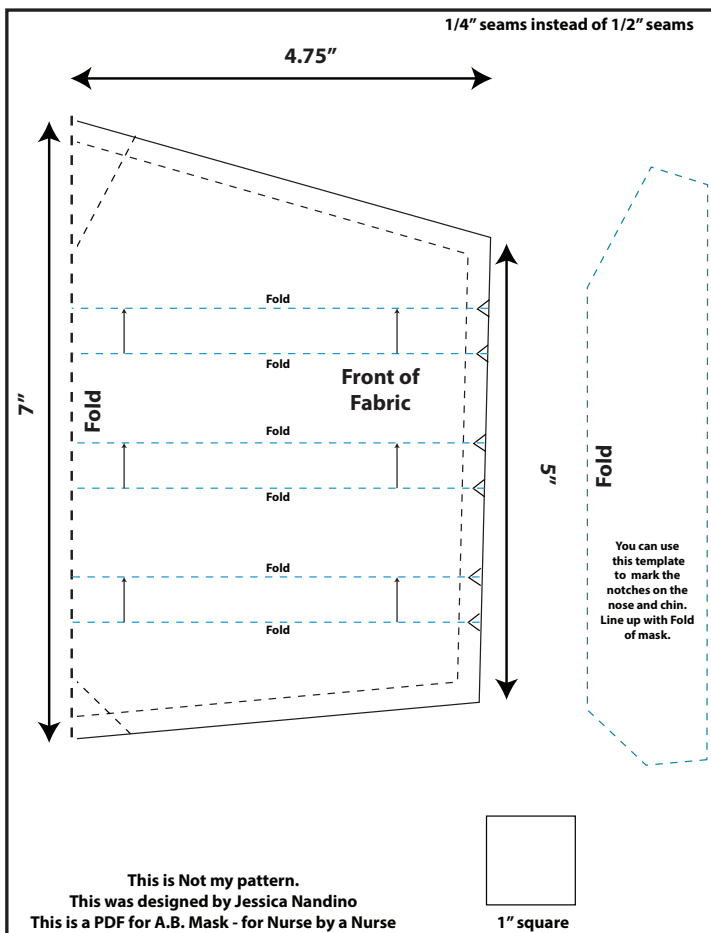 1/4” seams instead of 1/2” seams
4.75”
Fold
Fold
Front of
Fabric
7”
Fold
Fold
Fold
5”
Fold
Fold
Fold
You can use
this template
to mark the
notches on the
nose and chin.
Line up with Fold
of mask.
This is Not my pattern.
This was designed by Jessica Nandino
This is a PDF for A.B. Mask - for Nurse by a Nurse
1” square